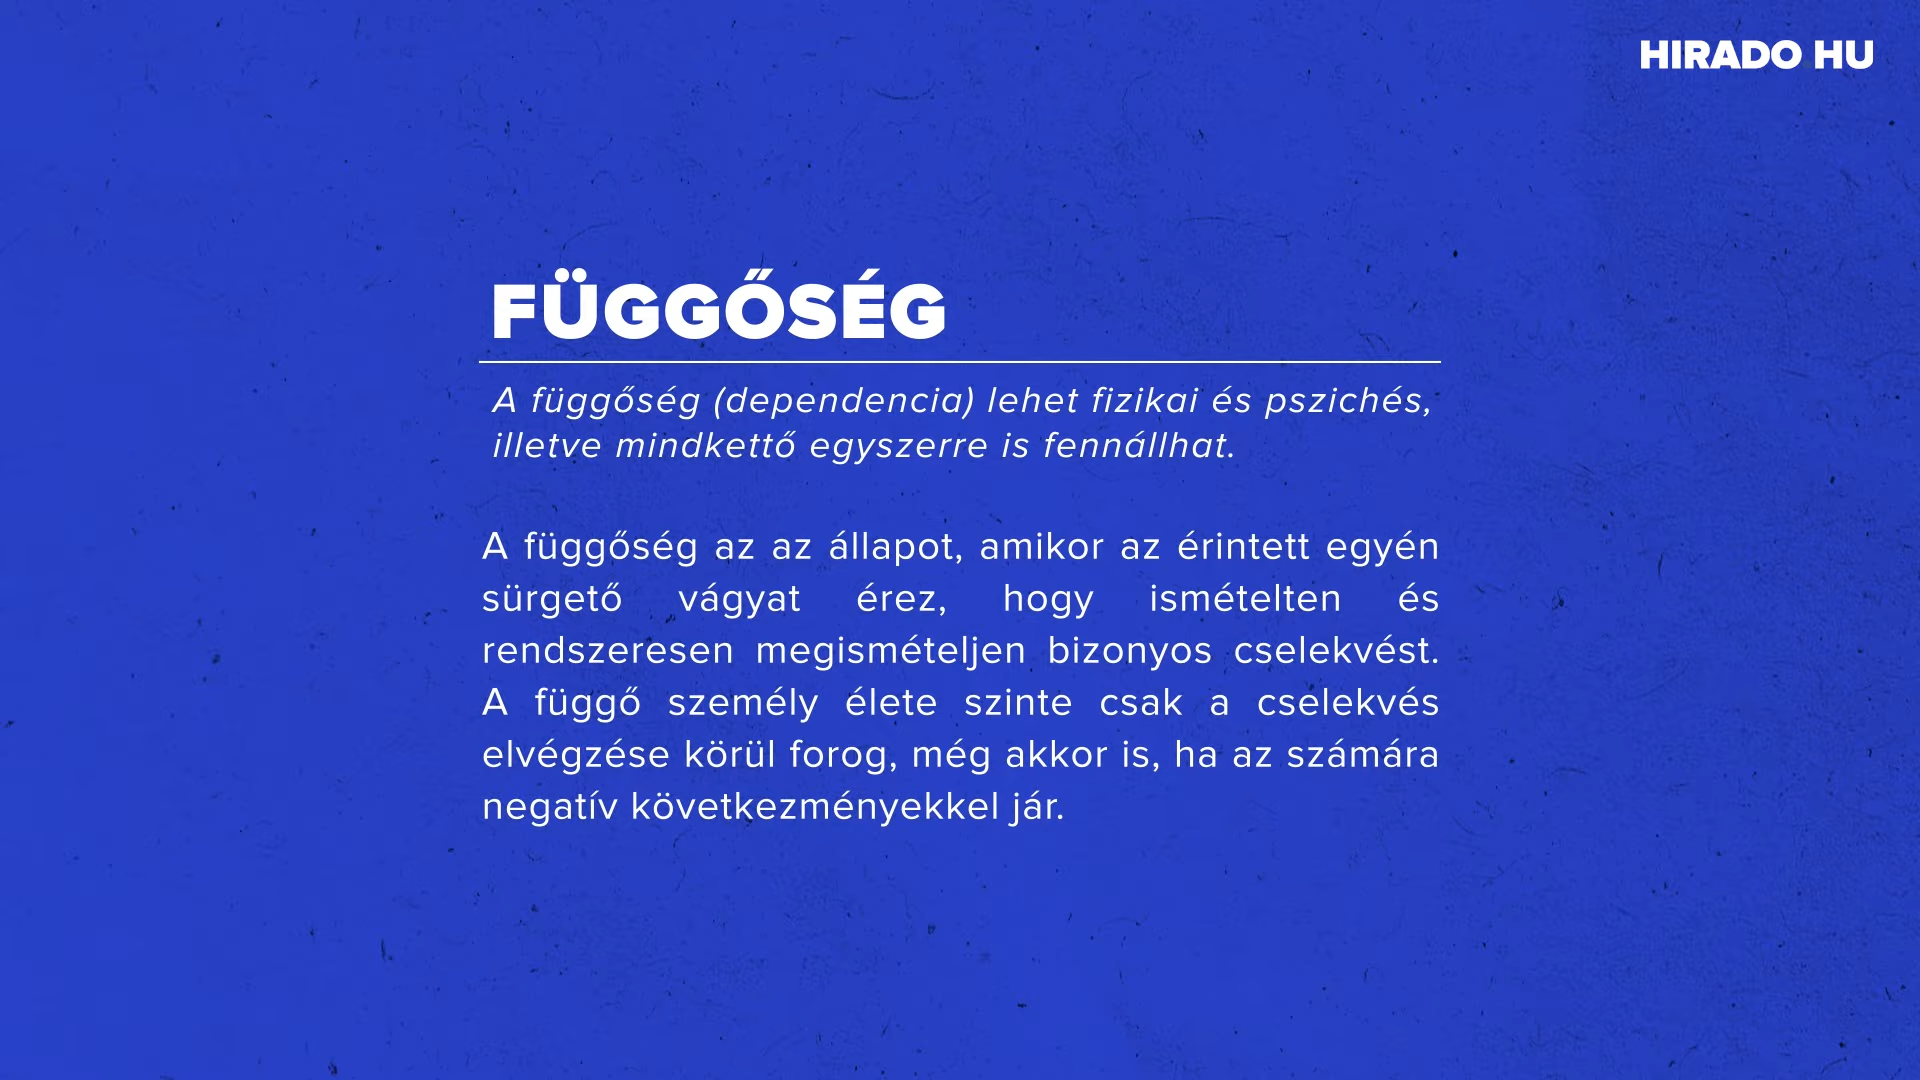 HIRADO HU
FÜGGŐSÉG
A függőség (dependencia) lehet fizikai és pszichés,
illetve mindkettő egyszerre is fennállhat.
A függőség az az állapot, amikor az érintett egyén
sürgető vágyat érez, hogy ismételten és
rendszeresen megismételjen bizonyos cselekvést.
A függő személy élete szinte csak a cselekvés
elvégzése körül forog, még akkor is, ha az számára
negatív következményekkel jár.